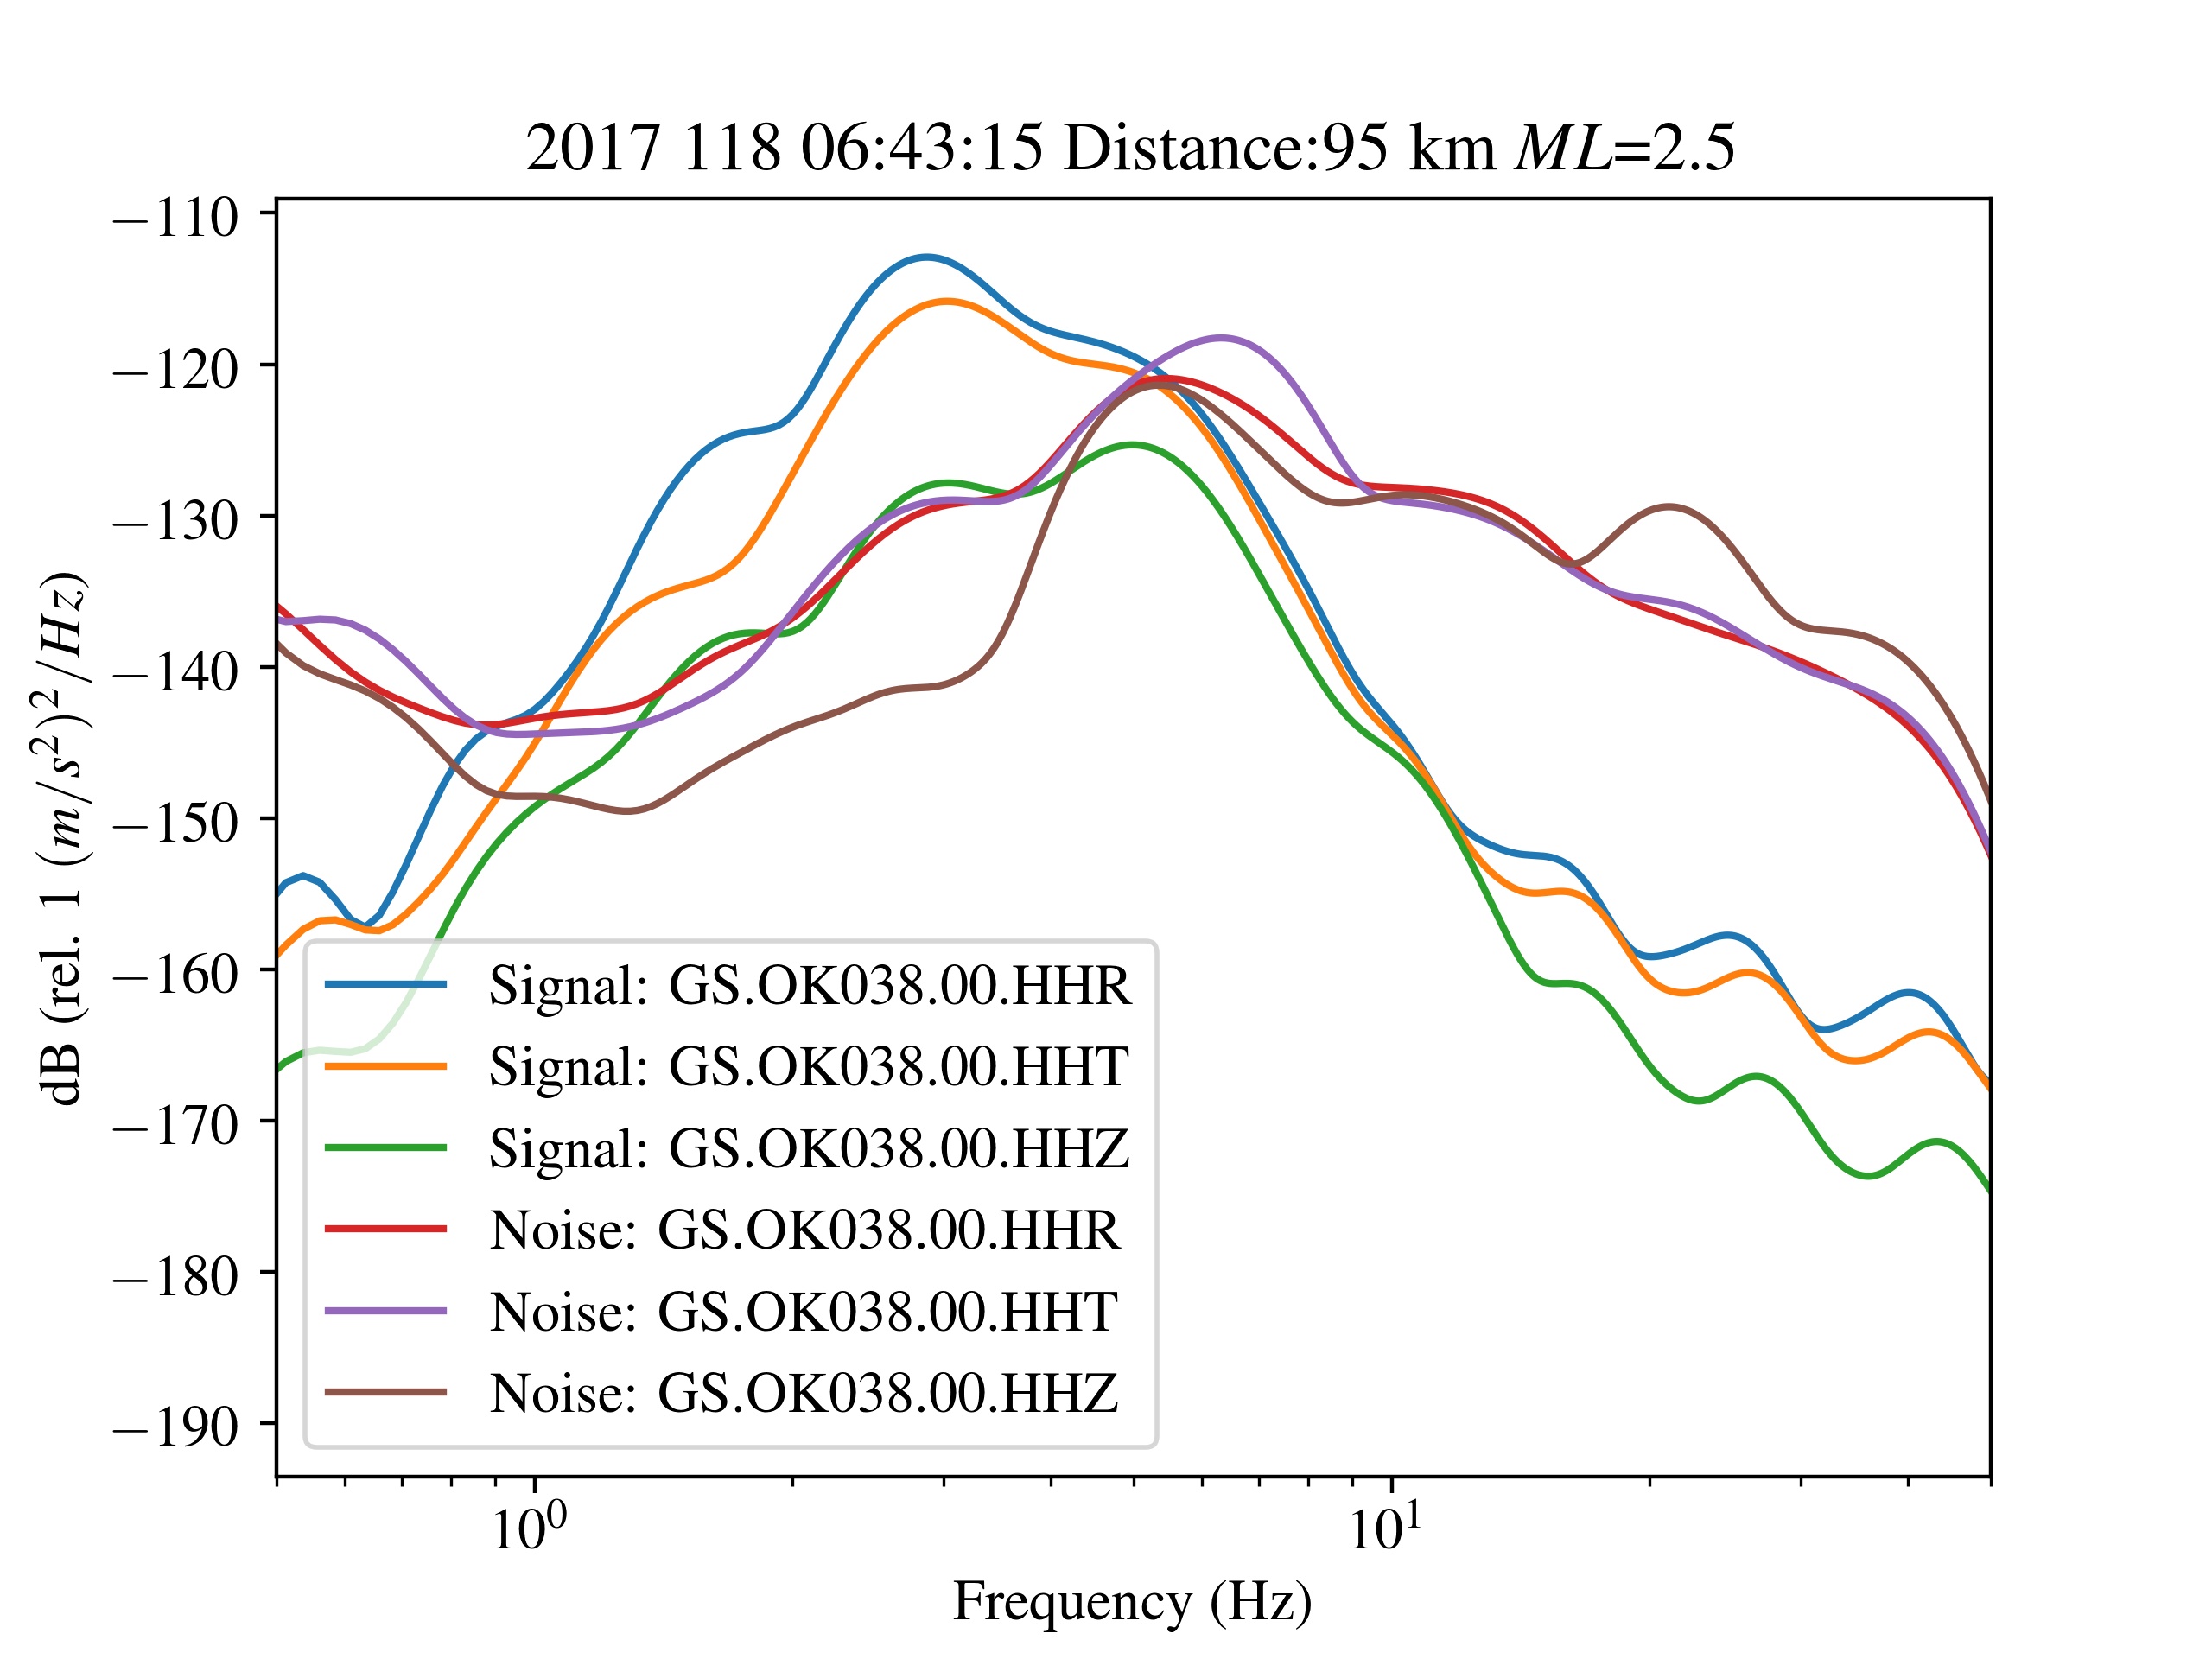 2017 118 06:43:15 Distance:95 km ML=2.5
dB (rel. 1 (m/s²)²/Hz)
−110
−120
−130
−140
−150
−160
−170
−180
−190
Signal: GS.OK038.00.HHR
Signal: GS.OK038.00.HHT
Signal: GS.OK038.00.HHZ
Noise: GS.OK038.00.HHR
Noise: GS.OK038.00.HHT
Noise: GS.OK038.00.HHZ
10⁰ 10¹
Frequency (Hz)